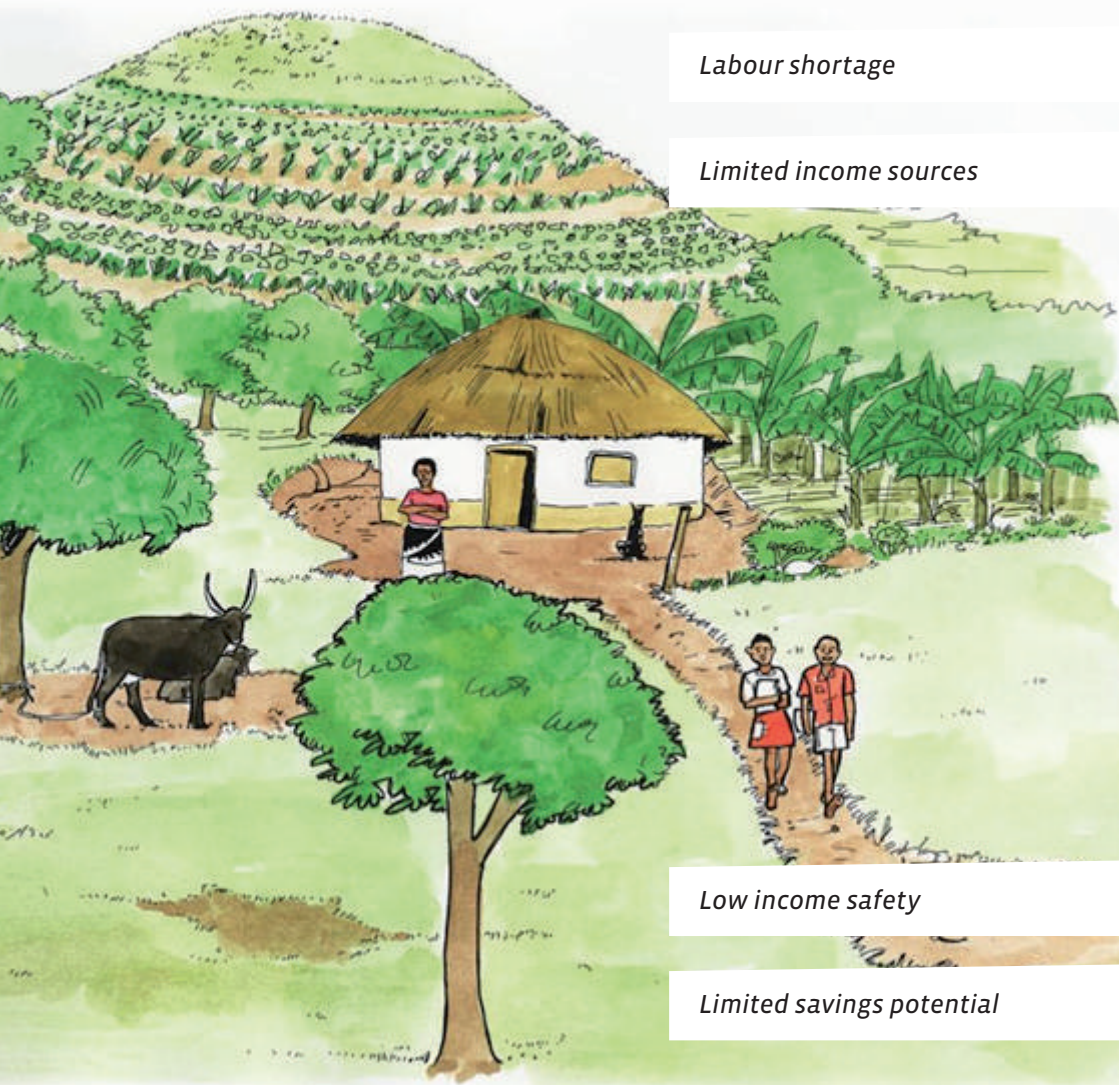 Labour shortage
Limited income sources
Low income safety
Limited savings potential